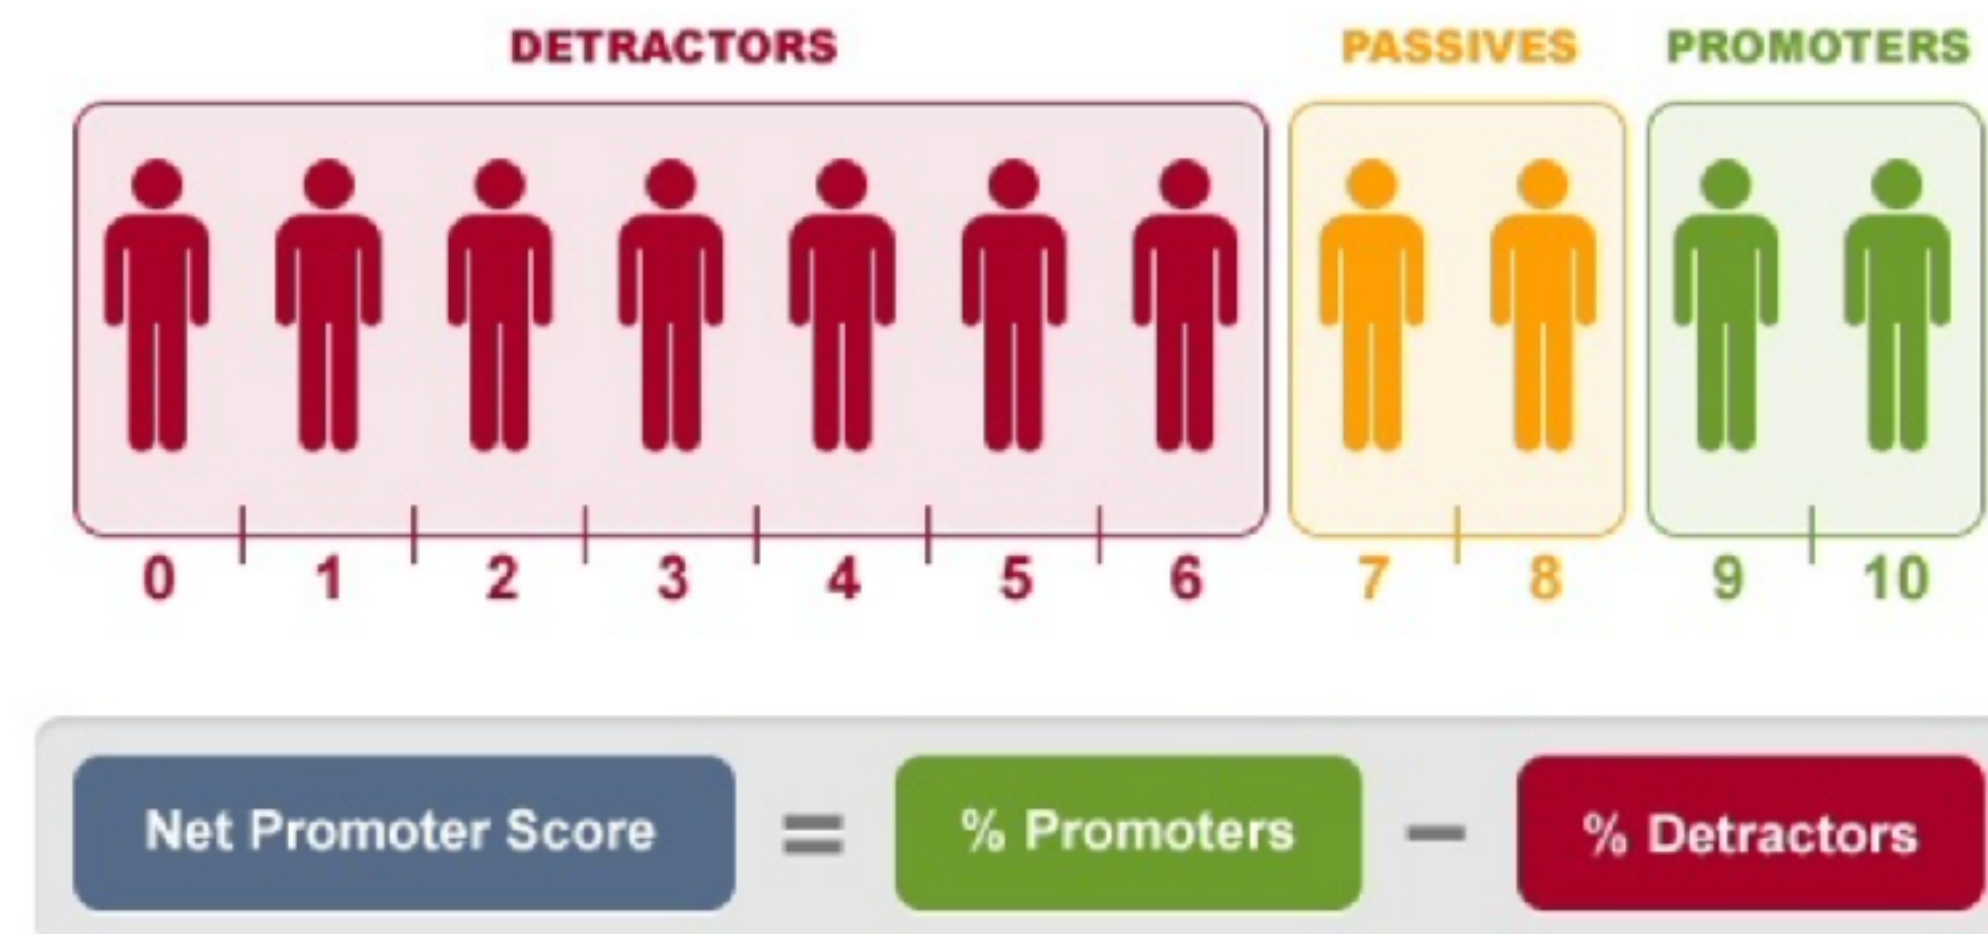 DETRACTORS PASSIVES PROMOTERS
0 1 2 3 4 5 6 7 8 9 10
Net Promoter Score = % Promoters − % Detractors